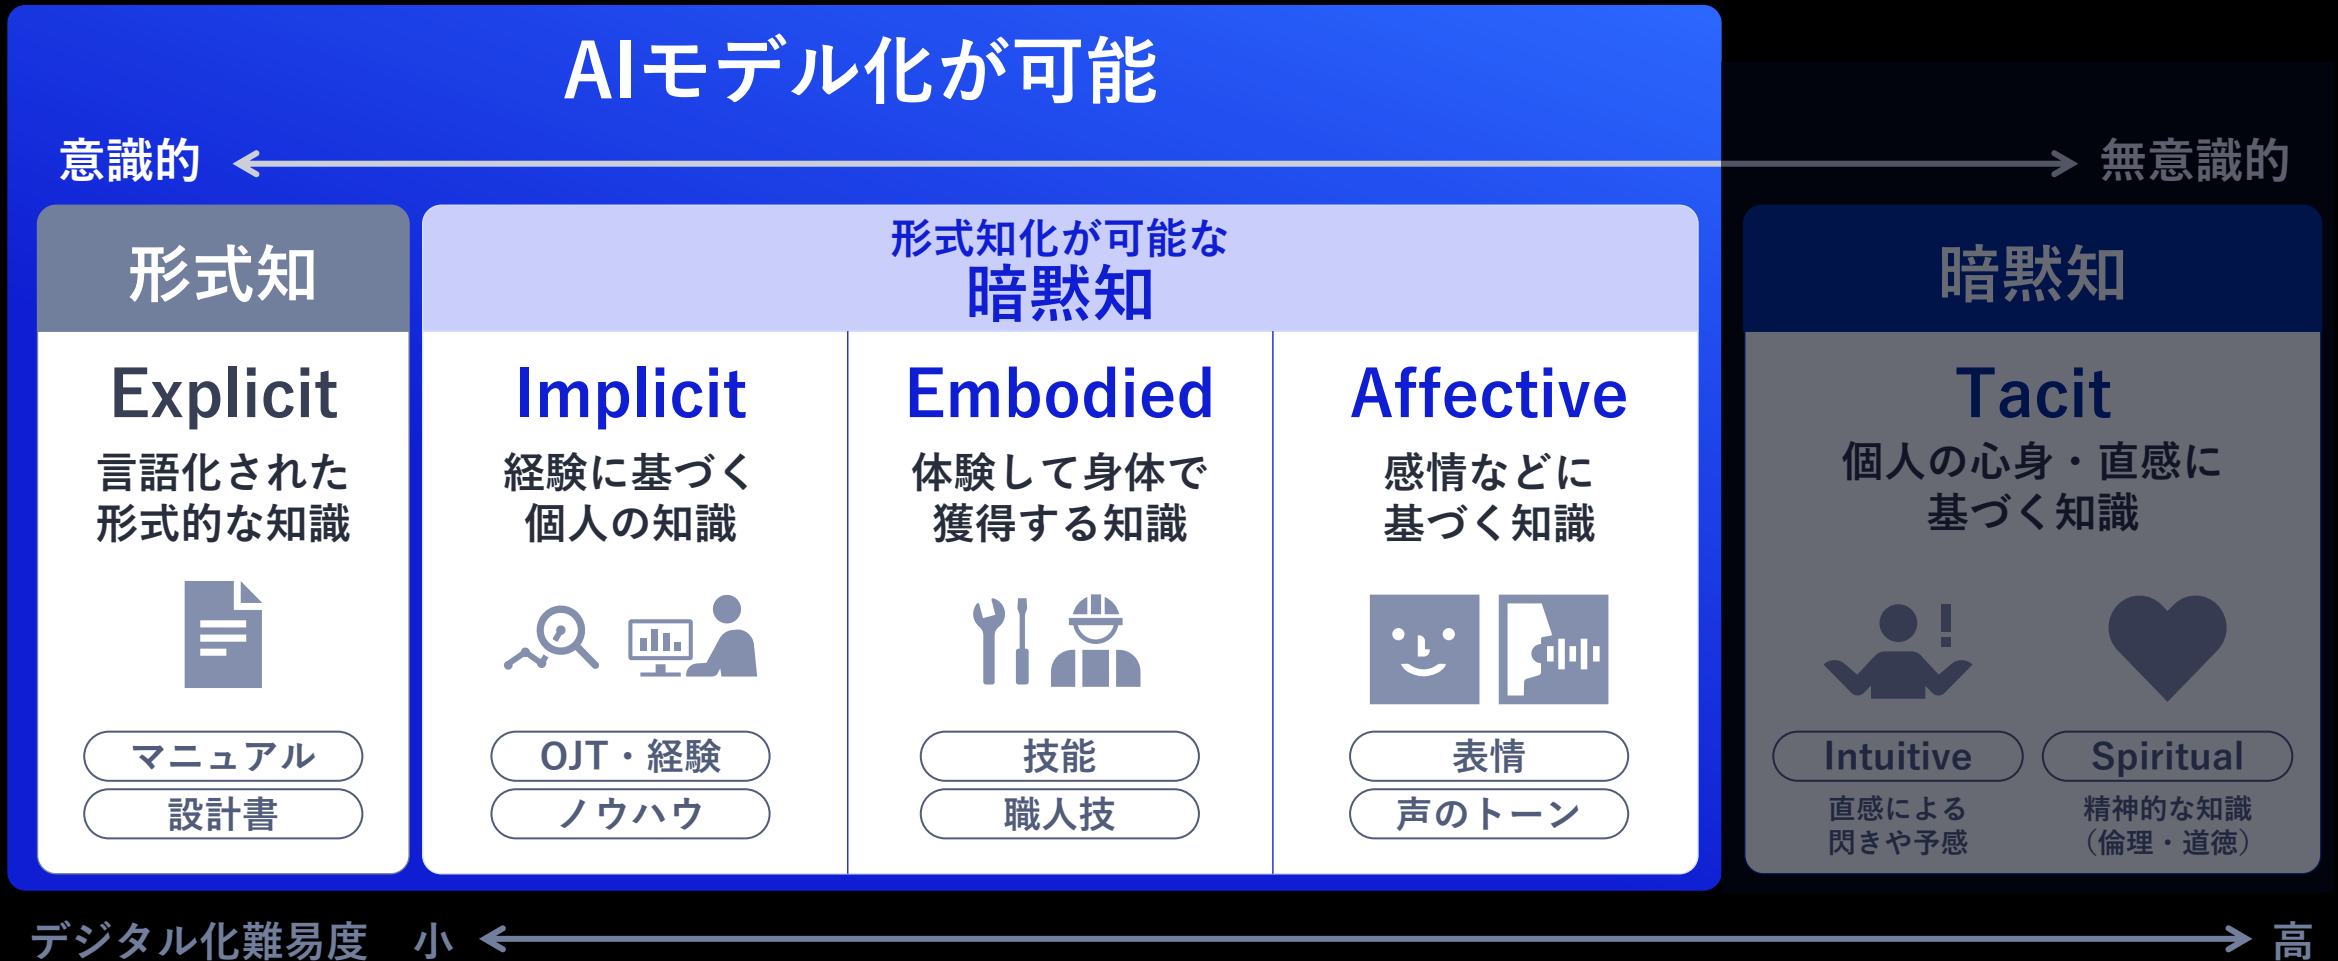 AIモデル化が可能
意識的
無意識的
形式知
形式知化が可能な
暗黙知
暗黙知
Explicit
言語化された
形式的な知識
マニュアル
設計書
Implicit
経験に基づく
個人の知識
OJT・経験
ノウハウ
Embodied
体験して身体で
獲得する知識
技能
職人技
Affective
感情などに
基づく知識
表情
声のトーン
Tacit
個人の心身・直感に
基づく知識
Intuitive
直感による
閃きや予感
Spiritual
精神的な知識
（倫理・道徳）
デジタル化難易度 小
高